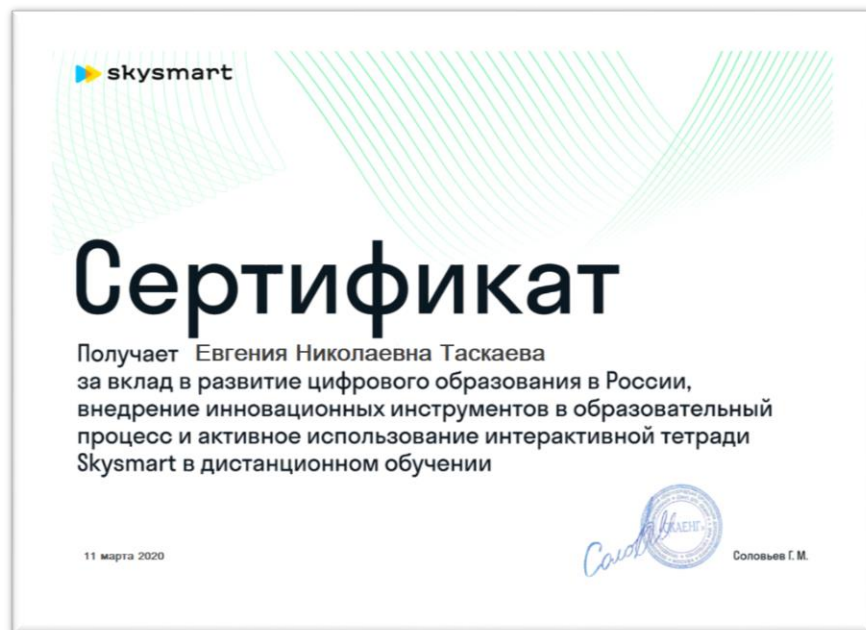 skysmart
Сертификат
Получает Евгения Николаевна Таскаева
за вклад в развитие цифрового образования в России,
внедрение инновационных инструментов в образовательный
процесс и активное использование интерактивной тетради
Skysmart в дистанционном обучении
11 марта 2020
Соловьев Г. М.